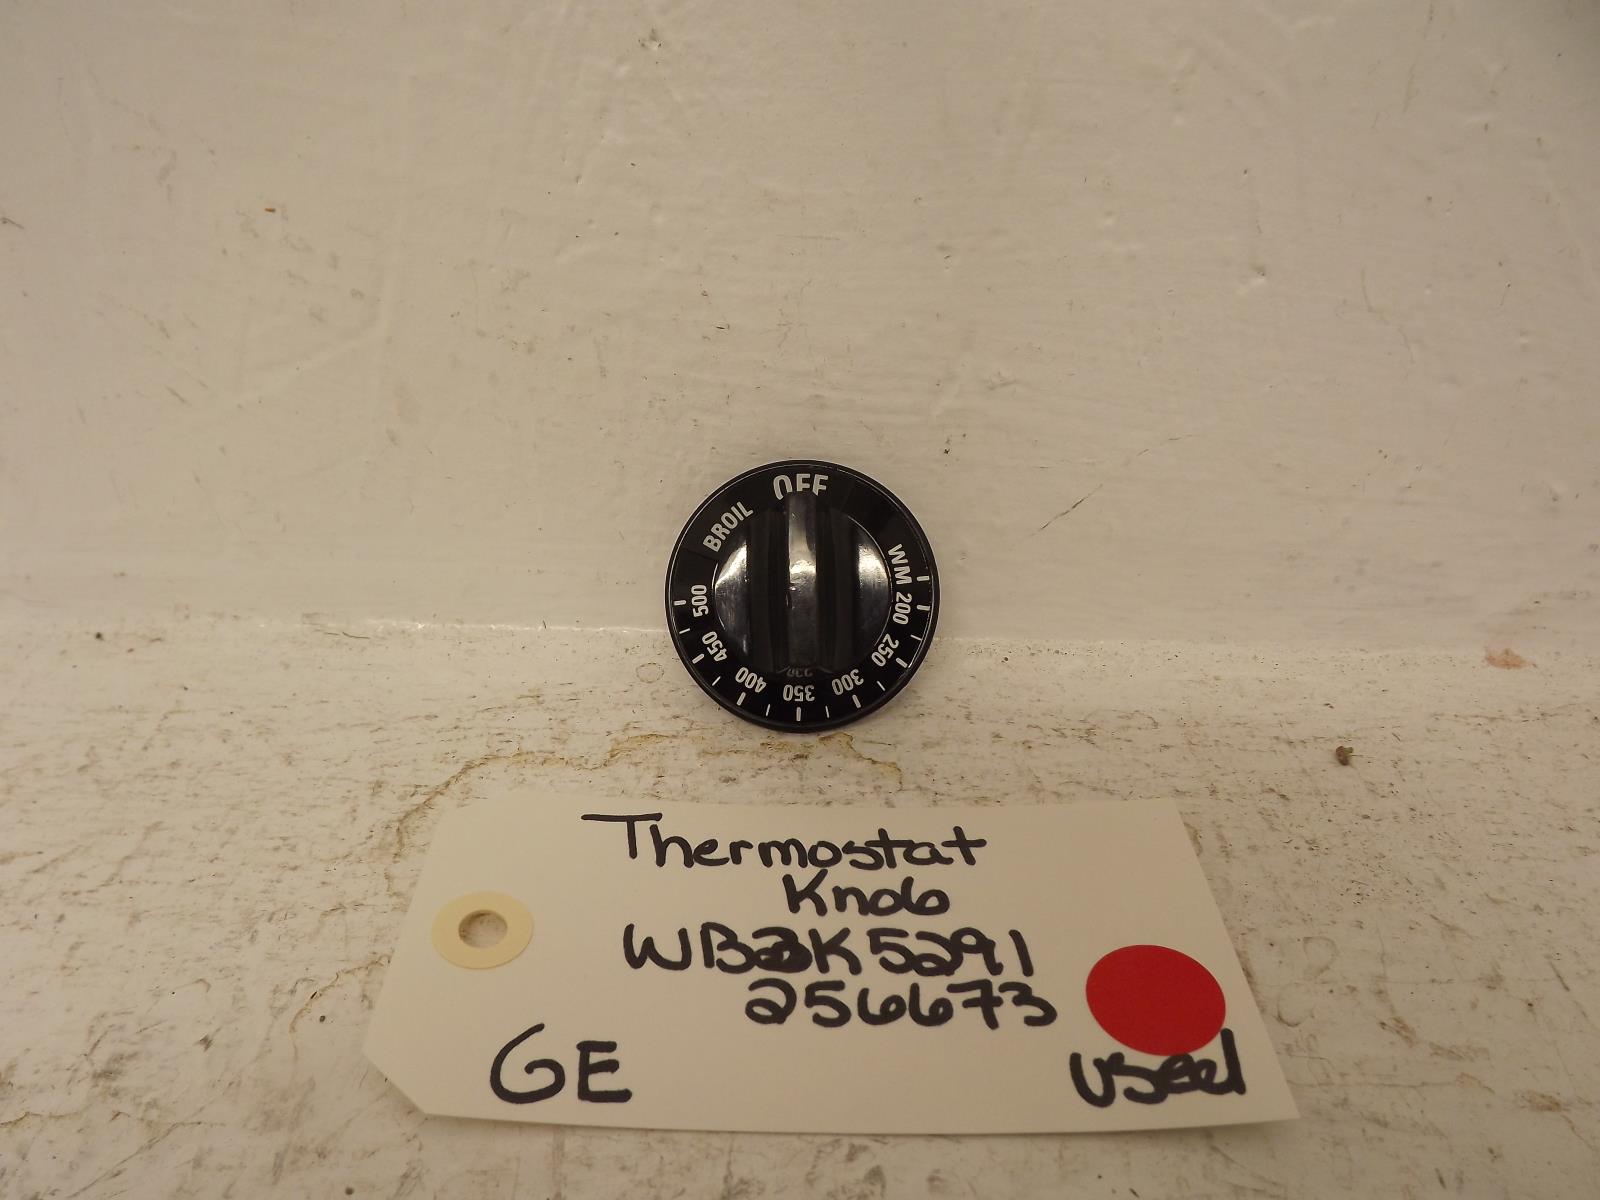 OFF
BROIL
WM
200
250
300
350
400
450
500
Thermostat
Knob
WB3K5291
256673
GE
Used